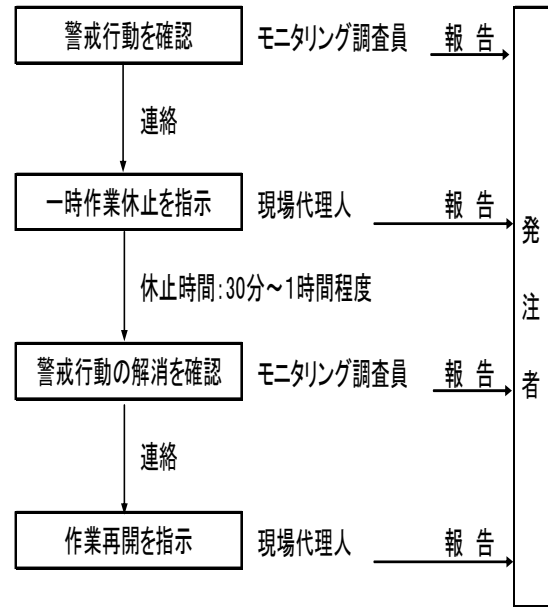 警戒行動を確認 モニタリング調査員 報告
連絡
一時作業休止を指示 現場代理人 報告
休止時間:30分～1時間程度
警戒行動の解消を確認 モニタリング調査員 報告
連絡
作業再開を指示 現場代理人 報告
発注者